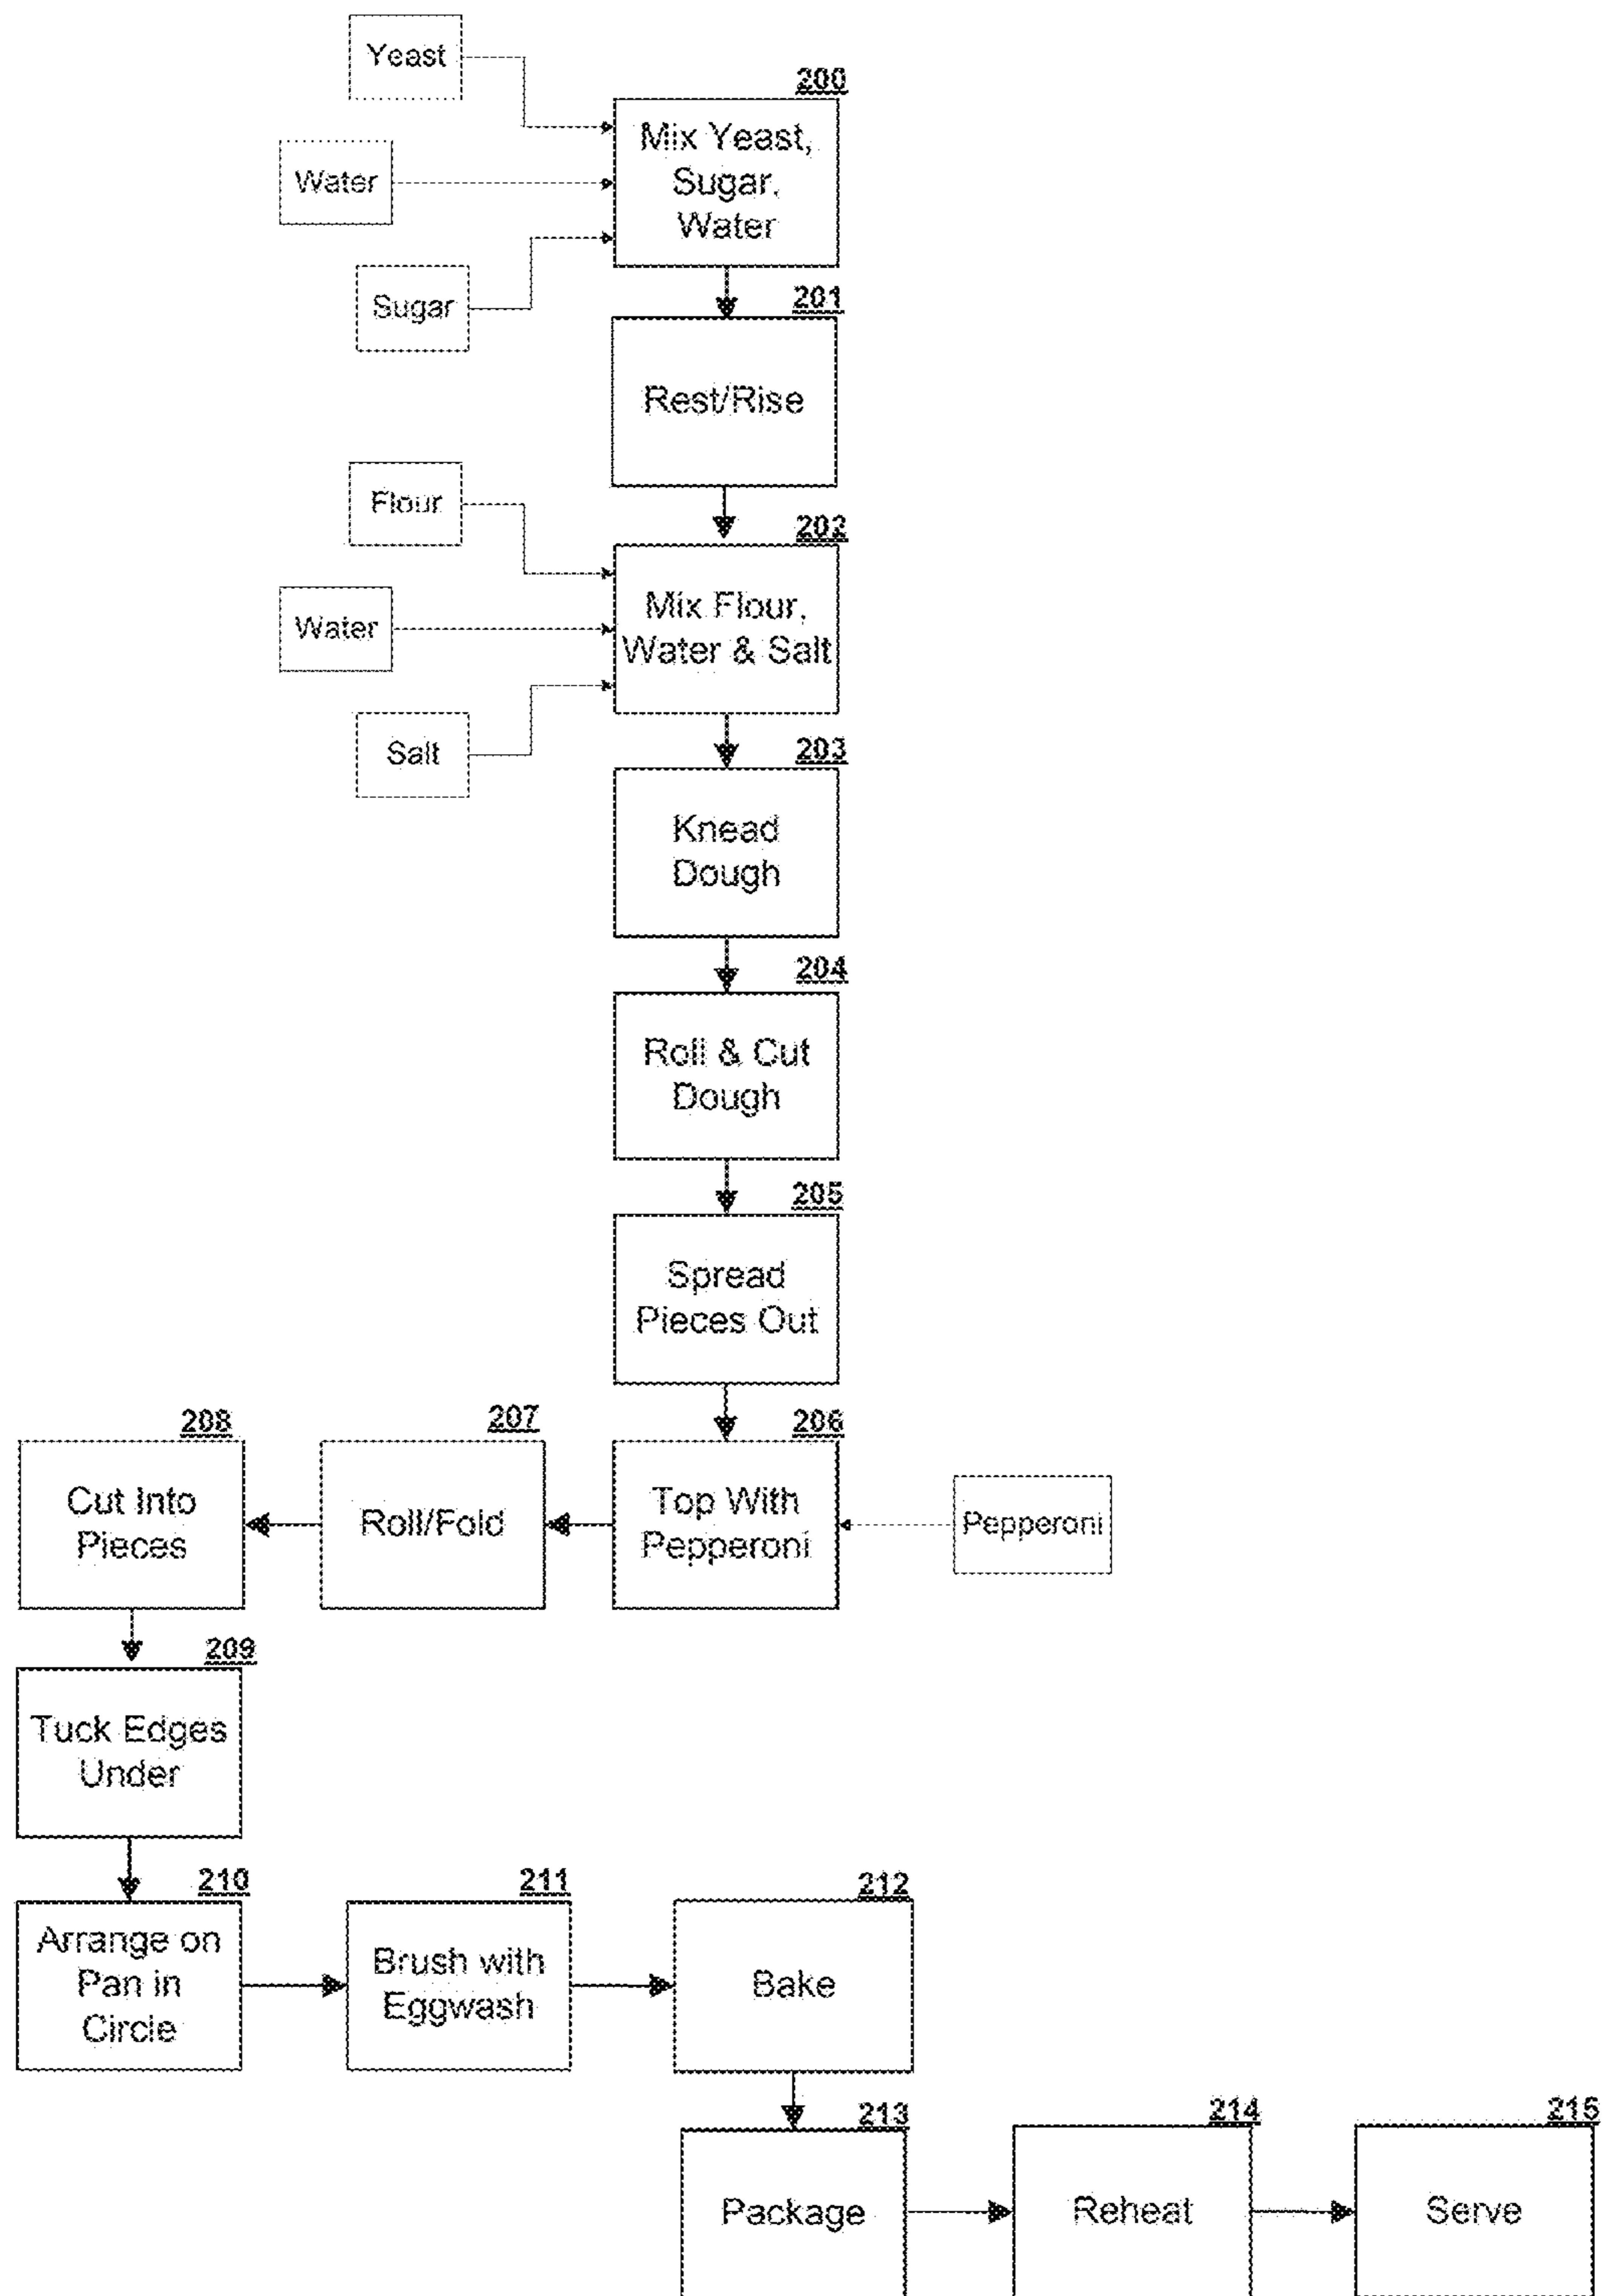 Yeast
200
Mix Yeast,
Sugar,
Water
Water
Sugar
201
Rest/Rise
Flour
202
Mix Flour,
Water & Salt
Water
Salt
203
Knead
Dough
204
Roll & Cut
Dough
205
Spread
Pieces Out
208
207
206
Cut Into
Pieces
Roll/Fold
Top With
Pepperoni
Pepperoni
209
Tuck Edges
Under
210
211
212
Arrange on
Pan in
Circle
Brush with
Eggwash
Bake
213
214
215
Package
Reheat
Serve